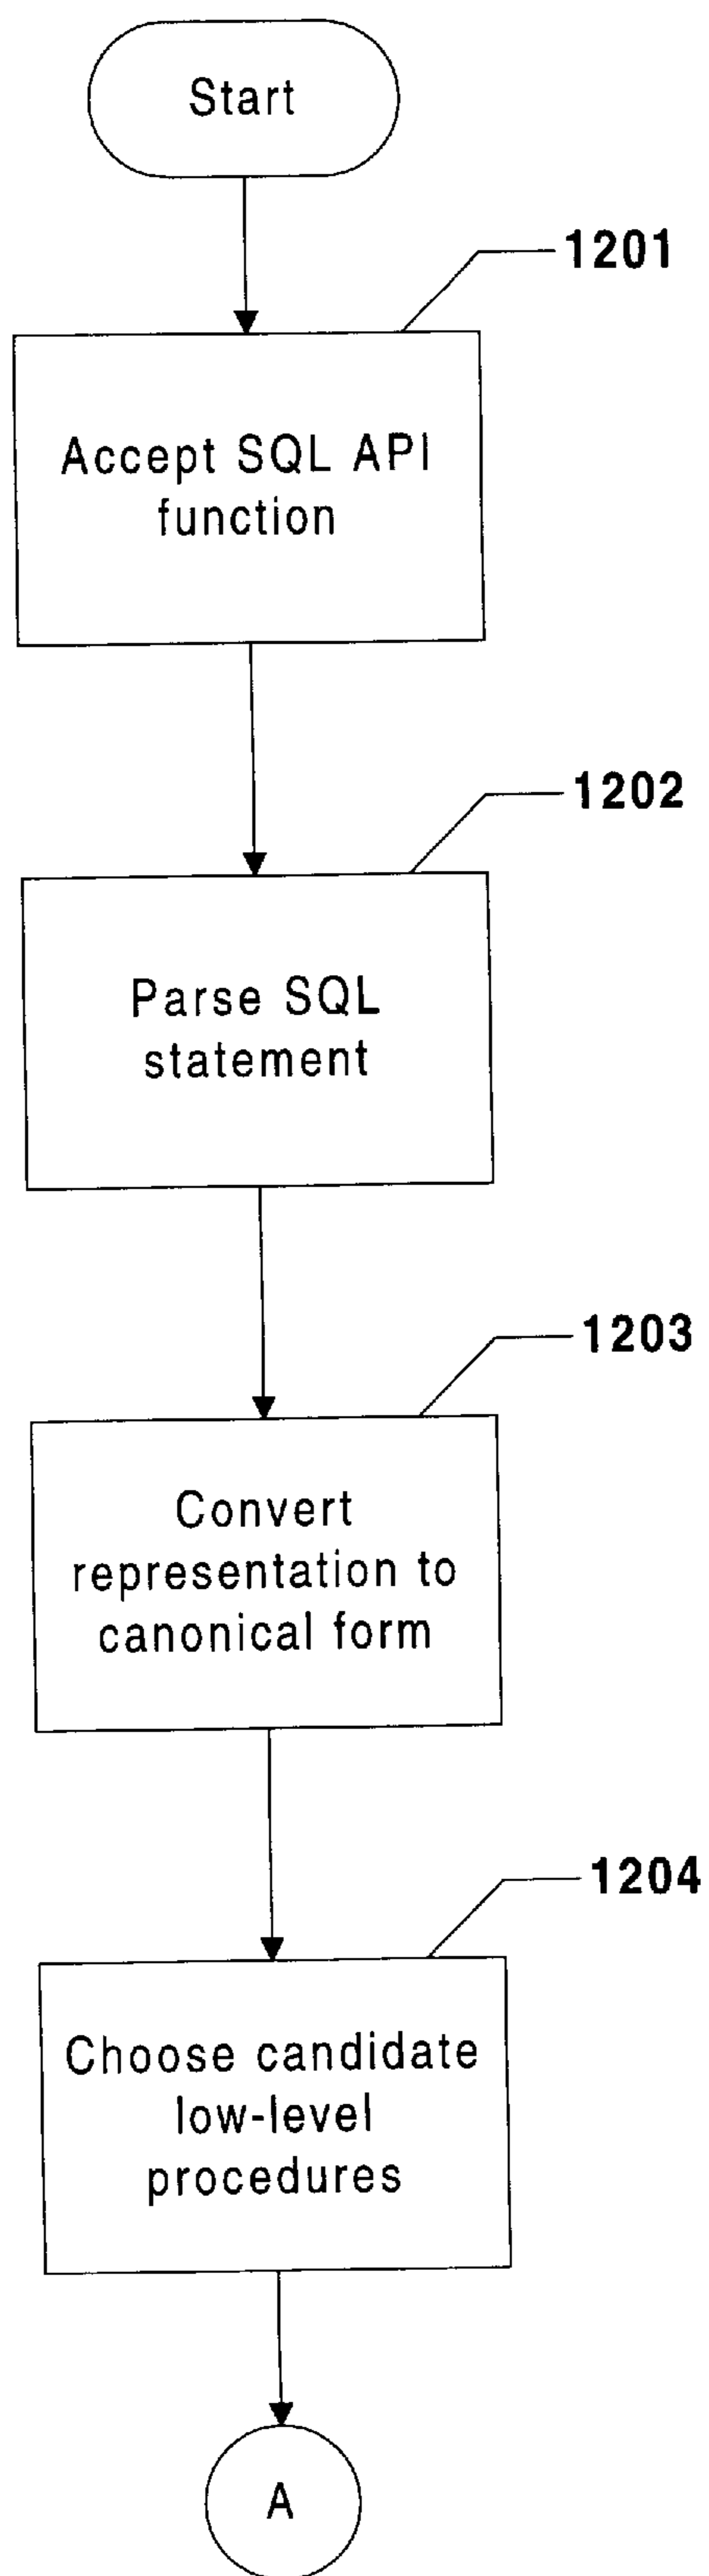 Start
1201
Accept SQL API
function
1202
Parse SQL
statement
1203
Convert
representation to
canonical form
1204
Choose candidate
low-level
procedures
A